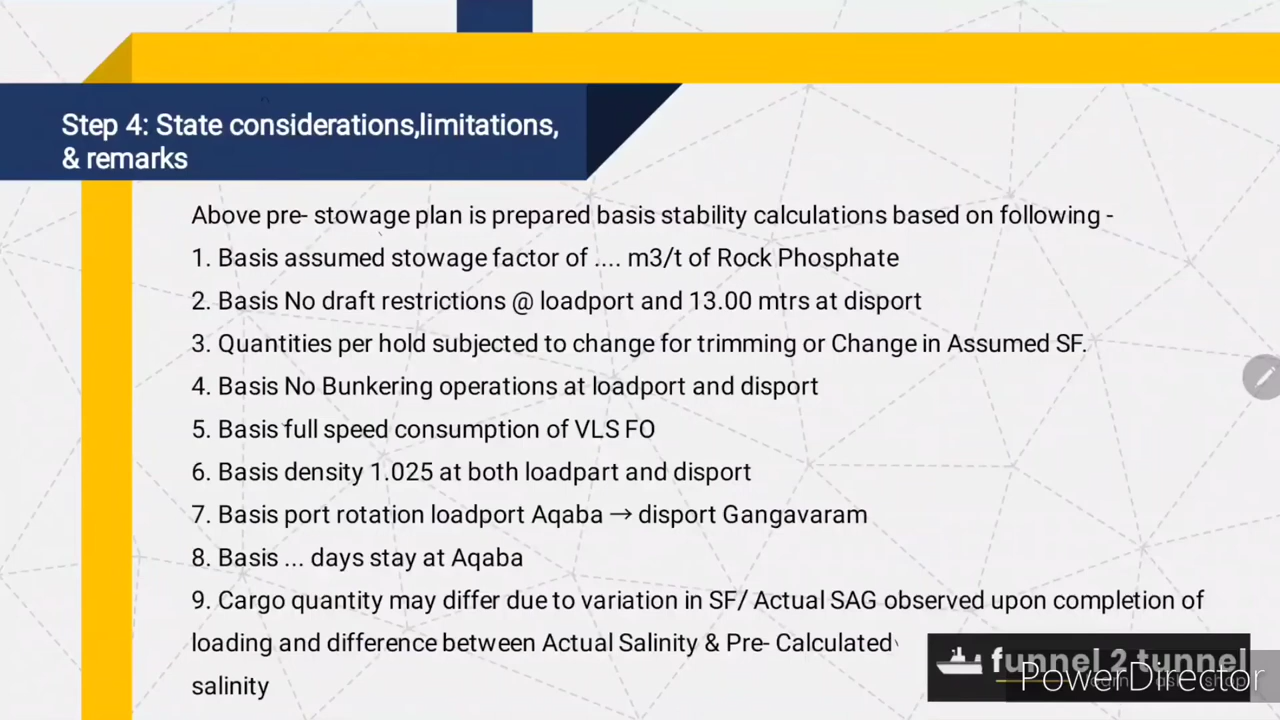 Step 4: State considerations,limitations,
& remarks
Above pre- stowage plan is prepared basis stability calculations based on following -
1. Basis assumed stowage factor of .... m3/t of Rock Phosphate
2. Basis No draft restrictions @ loadport and 13.00 mtrs at disport
3. Quantities per hold subjected to change for trimming or Change in Assumed SF.
4. Basis No Bunkering operations at loadport and disport
5. Basis full speed consumption of VLS FO
6. Basis density 1.025 at both loadpart and disport
7. Basis port rotation loadport Aqaba → disport Gangavaram
8. Basis ... days stay at Aqaba
9. Cargo quantity may differ due to variation in SF/ Actual SAG observed upon completion of
loading and difference between Actual Salinity & Pre- Calculated
salinity
funnel 2 tunnel
PowerDirector